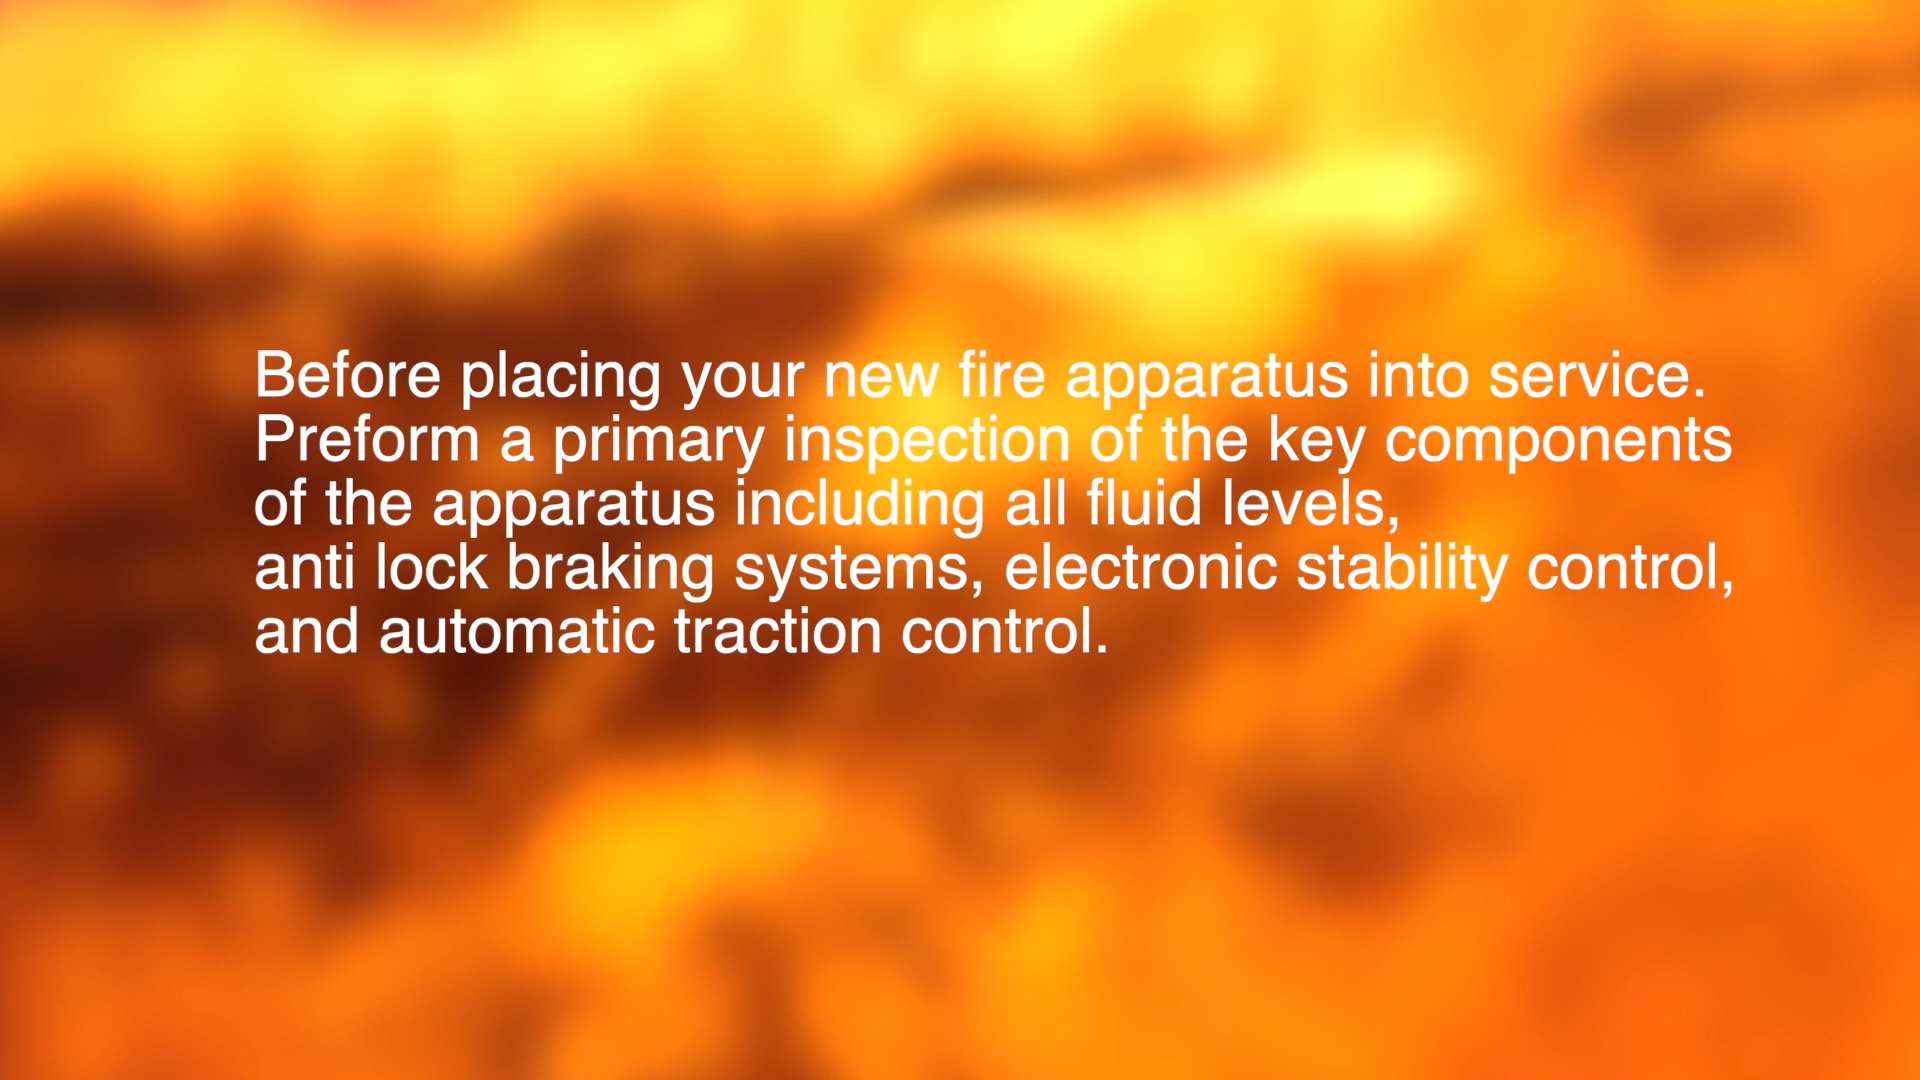 Before placing your new fire apparatus into service.
Preform a primary inspection of the key components
of the apparatus including all fluid levels,
anti lock braking systems, electronic stability control,
and automatic traction control.